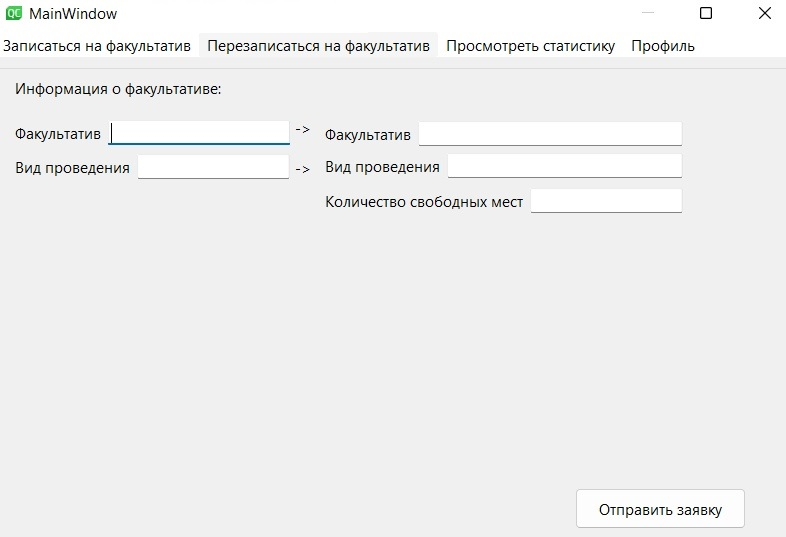 QC MainWindow
Записаться на факультатив Перезаписаться на факультатив Просмотреть статистику Профиль
Информация о факультативе:
Факультатив -> Факультатив
Вид проведения -> Вид проведения
Количество свободных мест
Отправить заявку